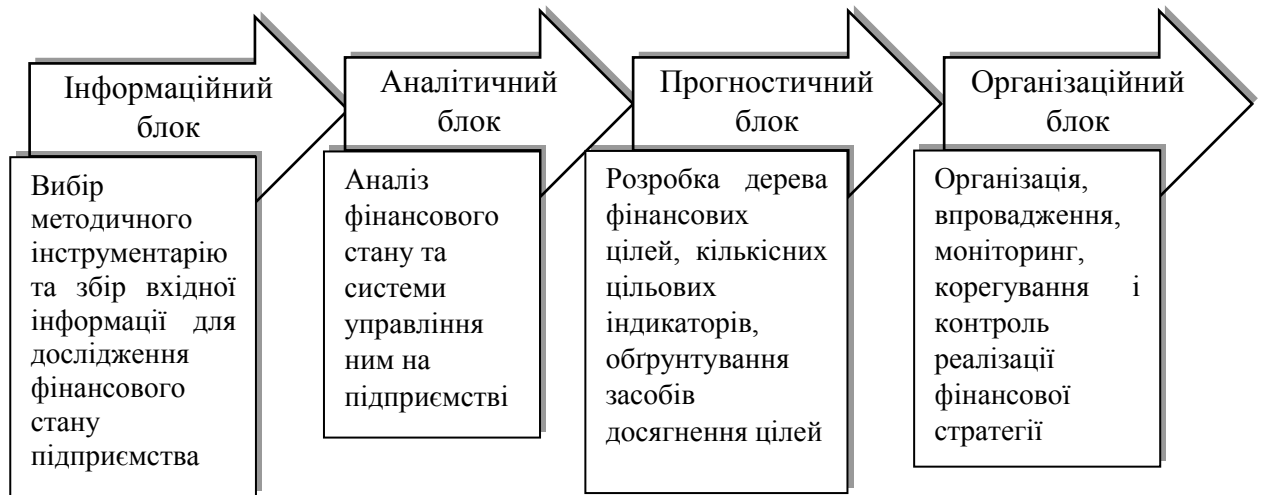 Інформаційний
блок
Вибір
методичного
інструментарію
та збір вхідної
інформації для
дослідження
фінансового
стану
підприємства
Аналітичний
блок
Аналіз
фінансового
стану та
системи
управління
ним на
підприємстві
Прогностичний
блок
Розробка дерева
фінансових
цілей, кількісних
цільових
індикаторів,
обґрунтування
засобів
досягнення цілей
Організаційний
блок
Організація,
впровадження,
моніторинг,
корегування і
контроль
реалізації
фінансової
стратегії